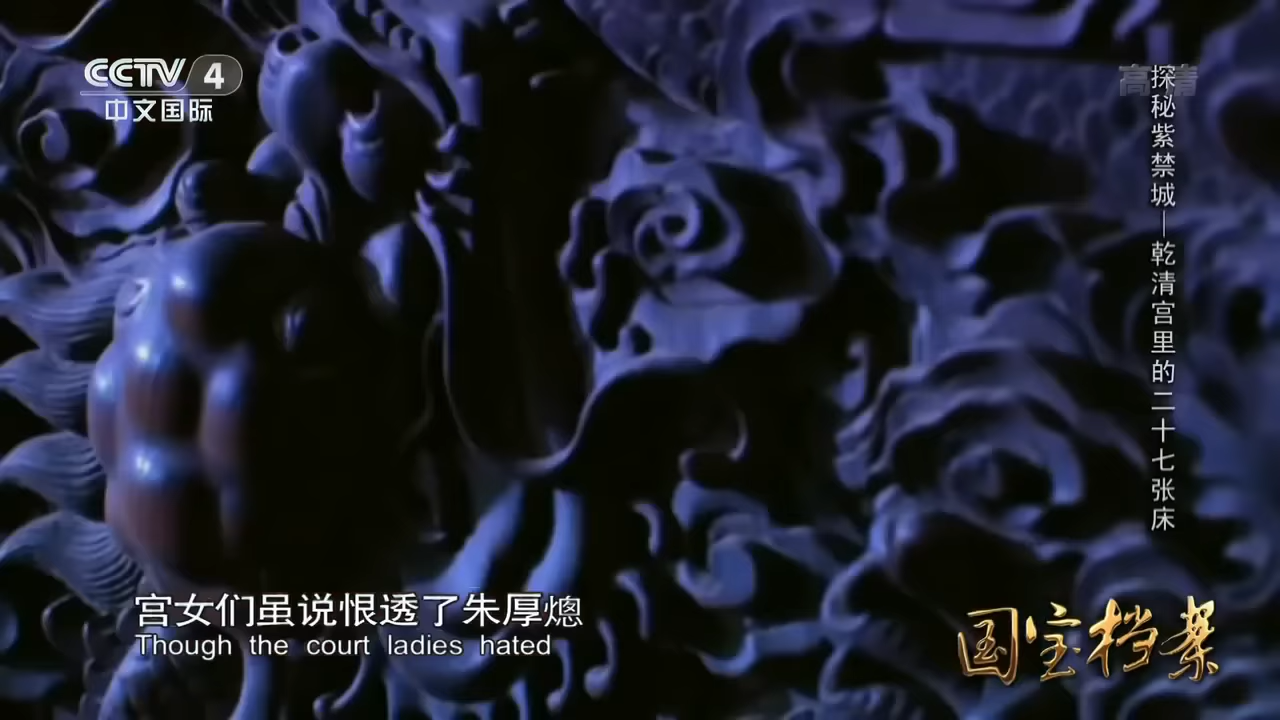 CCTV 4
中文国际
高清
探秘紫禁城—乾清宫里的二十七张床
宫女们虽说恨透了朱厚熜
Though the court ladies hated
国宝档案